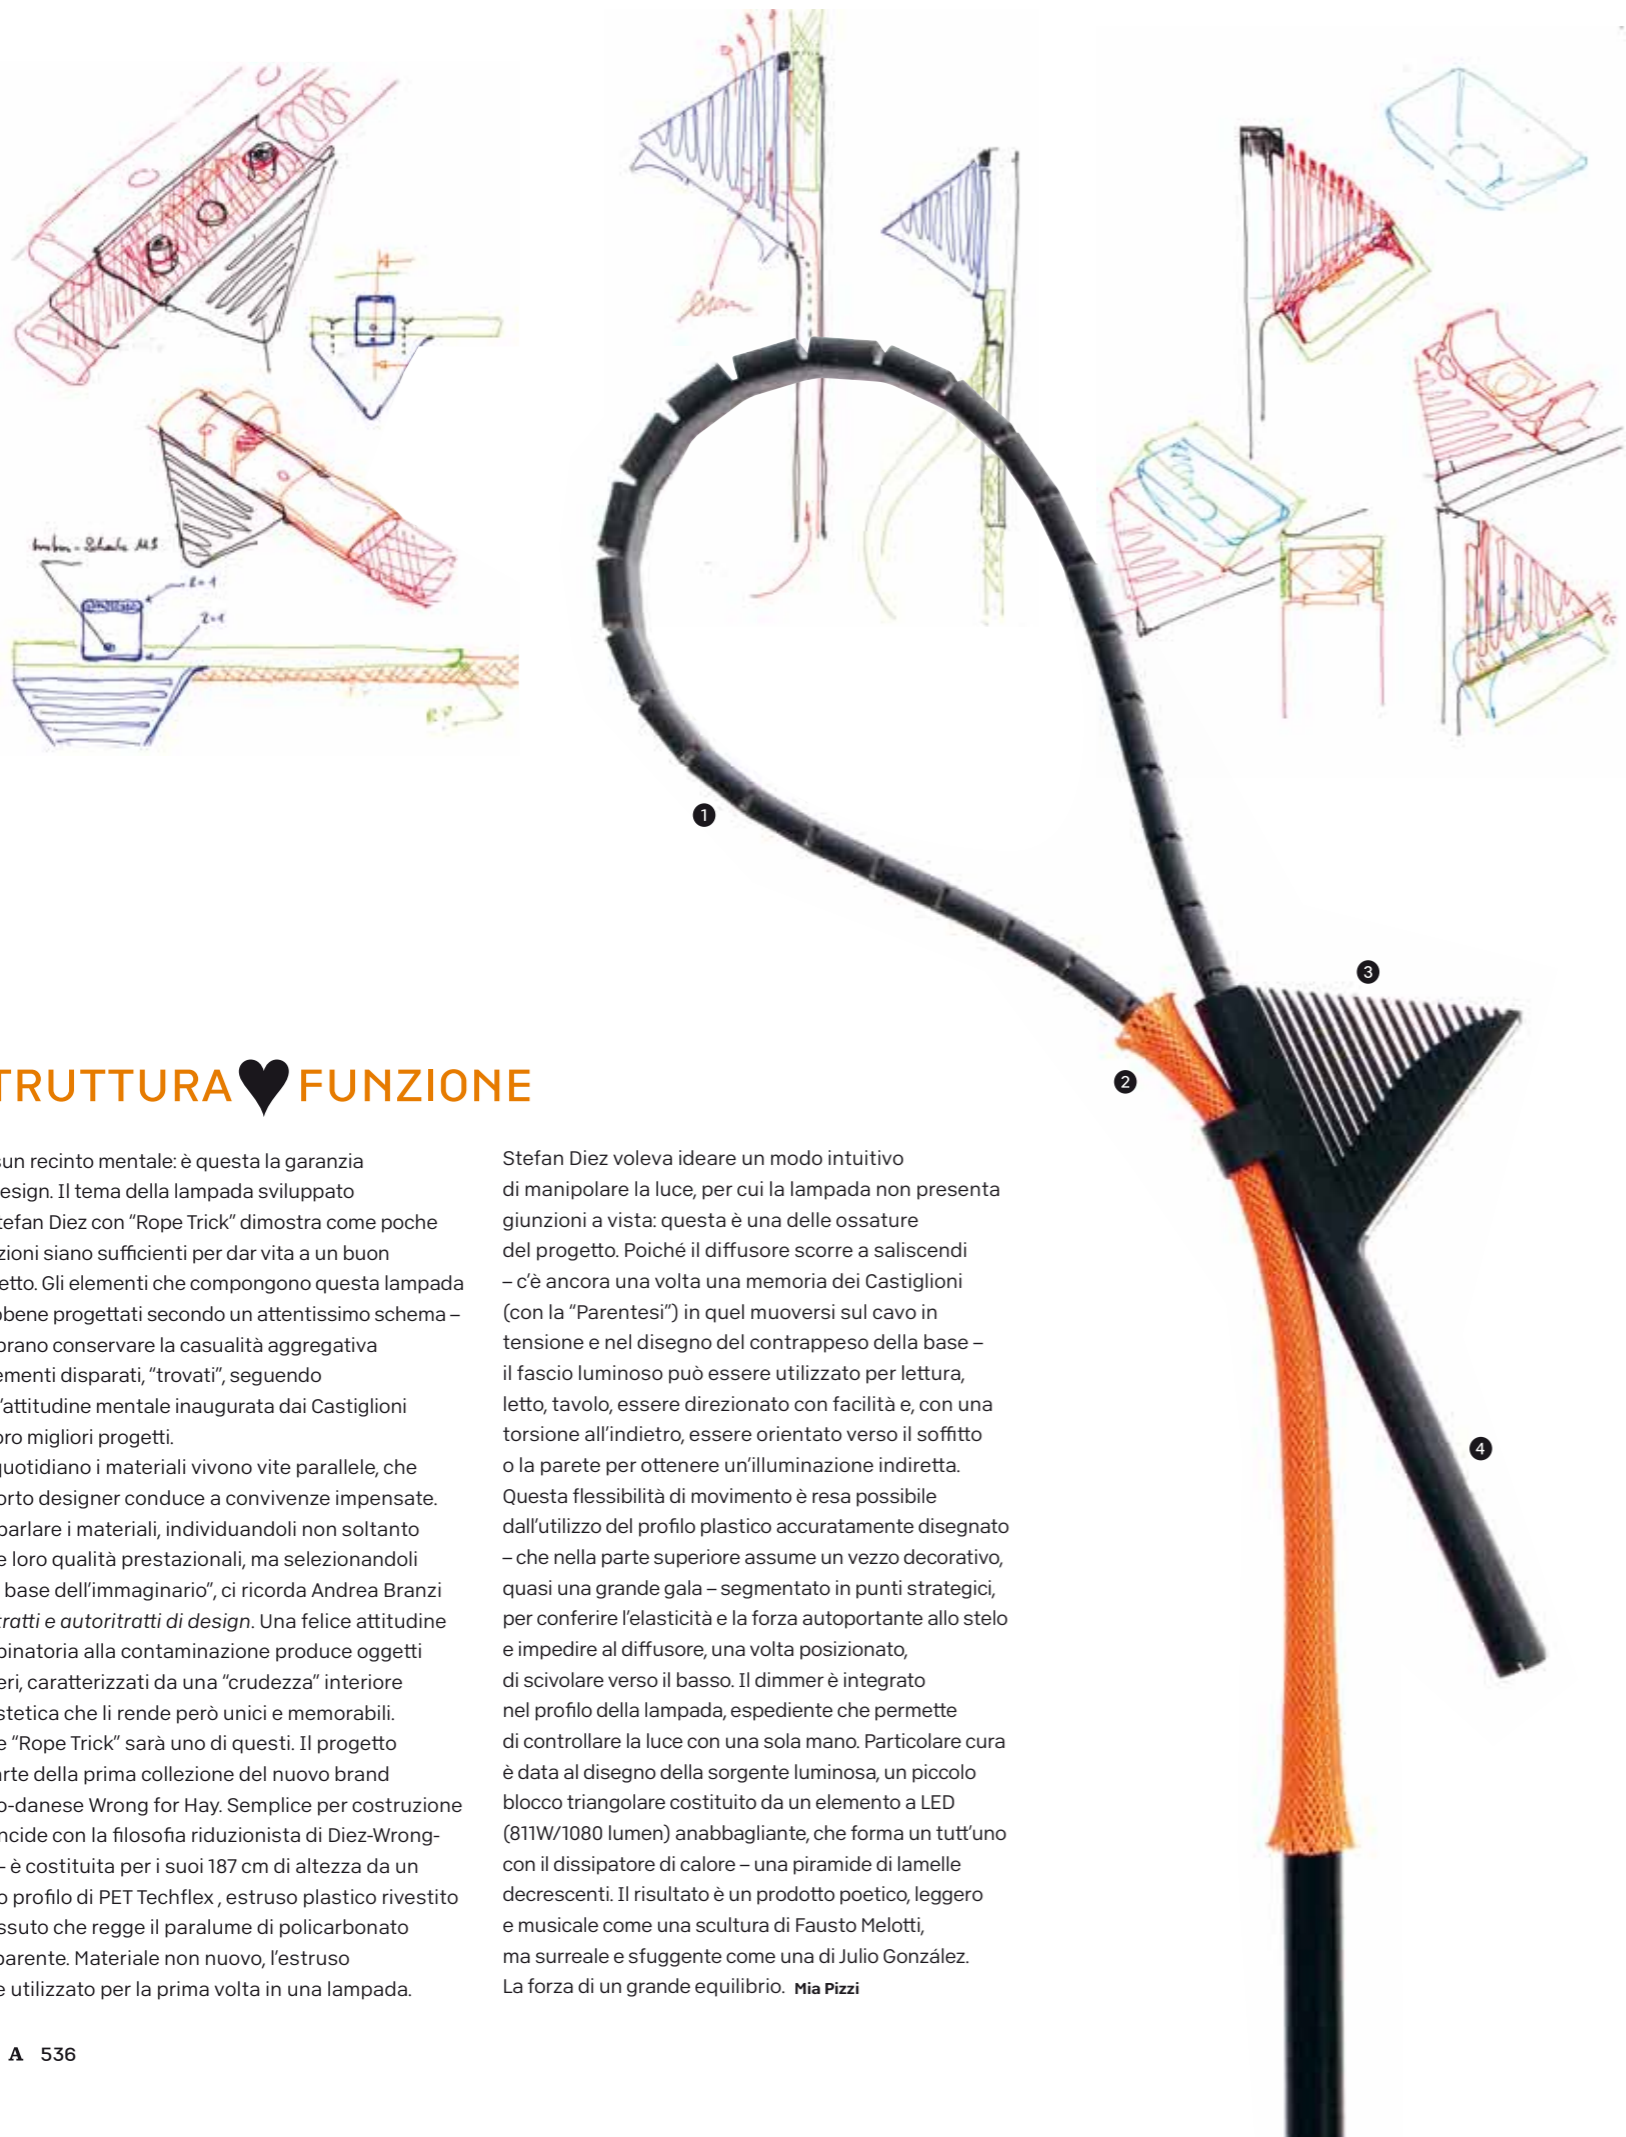 TRUTTURA♥FUNZIONE
sun recinto mentale: è questa la garanzia
esign. Il tema della lampada sviluppato
tefan Diez con “Rope Trick” dimostra come poche
zioni siano sufficienti per dar vita a un buon
etto. Gli elementi che compongono questa lampada
bbene progettati secondo un attentissimo schema –
brano conservare la casualità aggregativa
ementi disparati, “trovati”, seguendo
l’attitudine mentale inaugurata dai Castiglioni
oro migliori progetti.
quotidiano i materiali vivono vite parallele, che
orto designer conduce a convivenze impensate.
parlare i materiali, individuandoli non soltanto
e loro qualità prestazionali, ma selezionandoli
base dell’immaginario”, ci ricorda Andrea Branzi
tratti e autoritratti di design. Una felice attitudine
binatoria alla contaminazione produce oggetti
eri, caratterizzati da una “crudezza” interiore
stetica che li rende però unici e memorabili.
e “Rope Trick” sarà uno di questi. Il progetto
arte della prima collezione del nuovo brand
o-danese Wrong for Hay. Semplice per costruzione
ncide con la filosofia riduzionista di Diez-Wrong-
– è costituita per i suoi 187 cm di altezza da un
o profilo di PET Techflex , estruso plastico rivestito
ssuto che regge il paralume di policarbonato
parente. Materiale non nuovo, l’estruso
e utilizzato per la prima volta in una lampada.
Stefan Diez voleva ideare un modo intuitivo
di manipolare la luce, per cui la lampada non presenta
giunzioni a vista: questa è una delle ossature
del progetto. Poiché il diffusore scorre a saliscendi
– c’è ancora una volta una memoria dei Castiglioni
(con la “Parentesi”) in quel muoversi sul cavo in
tensione e nel disegno del contrappeso della base –
il fascio luminoso può essere utilizzato per lettura,
letto, tavolo, essere direzionato con facilità e, con una
torsione all’indietro, essere orientato verso il soffitto
o la parete per ottenere un’illuminazione indiretta.
Questa flessibilità di movimento è resa possibile
dall’utilizzo del profilo plastico accuratamente disegnato
– che nella parte superiore assume un vezzo decorativo,
quasi una grande gala – segmentato in punti strategici,
per conferire l’elasticità e la forza autoportante allo stelo
e impedire al diffusore, una volta posizionato,
di scivolare verso il basso. Il dimmer è integrato
nel profilo della lampada, espediente che permette
di controllare la luce con una sola mano. Particolare cura
è data al disegno della sorgente luminosa, un piccolo
blocco triangolare costituito da un elemento a LED
(811W/1080 lumen) anabbagliante, che forma un tutt’uno
con il dissipatore di calore – una piramide di lamelle
decrescenti. Il risultato è un prodotto poetico, leggero
e musicale come una scultura di Fausto Melotti,
ma surreale e sfuggente come una di Julio González.
La forza di un grande equilibrio. Mia Pizzi
1
2
3
4
A 536